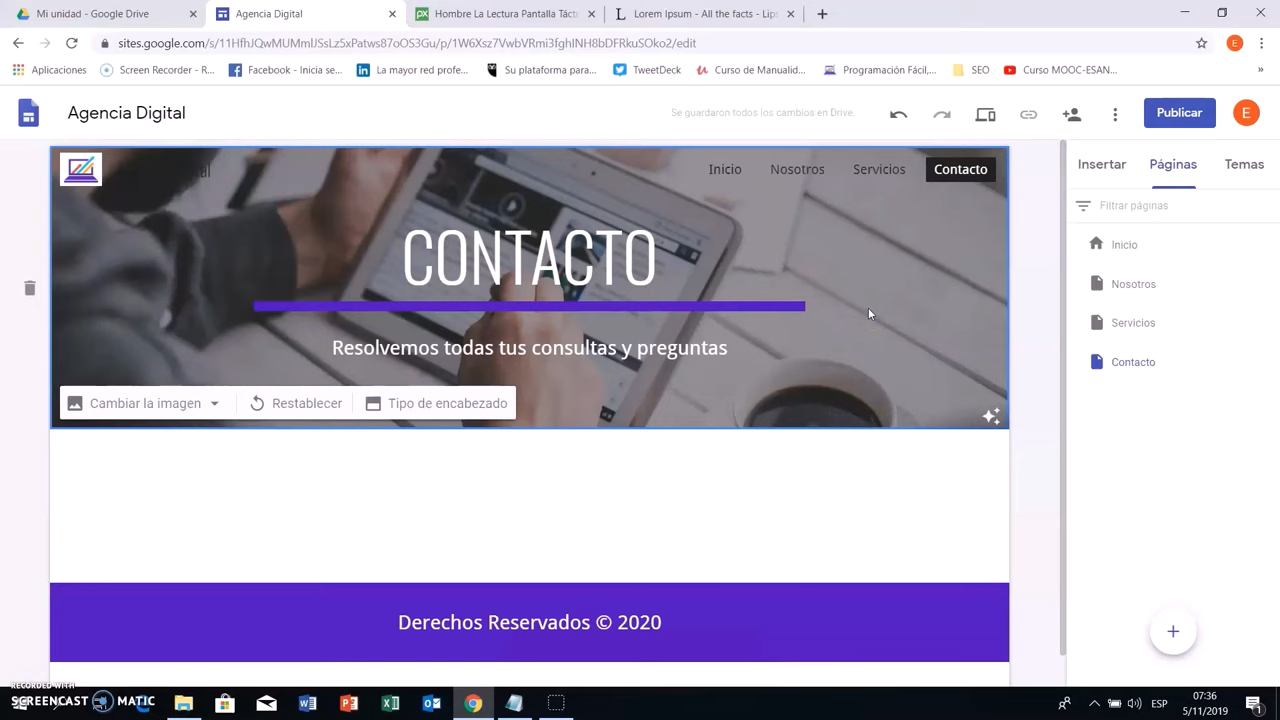 Mi unidad - Google Drive
Agencia Digital
Hombre La Lectura Pantalla Táct
Lorem Ipsum - All the facts - Lips
sites.google.com/s/11HfhJQwMUMmIJSsLz5xPatws87oOS3Gu/p/1W6Xsz7VwbVRmi3fghINH8bDFRkuSOko2/edit
Aplicaciones
Screen Recorder - R...
Facebook - Inicia se...
La mayor red profe...
Su plataforma para...
TweetDeck
Curso de Manualid...
Programación Fácil,...
SEO
Curso MOOC-ESAN...
Agencia Digital
Se guardaron todos los cambios en Drive.
Publicar
E
Inicio
Nosotros
Servicios
Contacto
Insertar
Páginas
Temas
Filtrar páginas
CONTACTO
Resolvemos todas tus consultas y preguntas
Inicio
Nosotros
Servicios
Contacto
Cambiar la imagen
Restablecer
Tipo de encabezado
Derechos Reservados © 2020
RECORDED WITH
SCREENCAST MATIC
ESP
07:36
5/11/2019